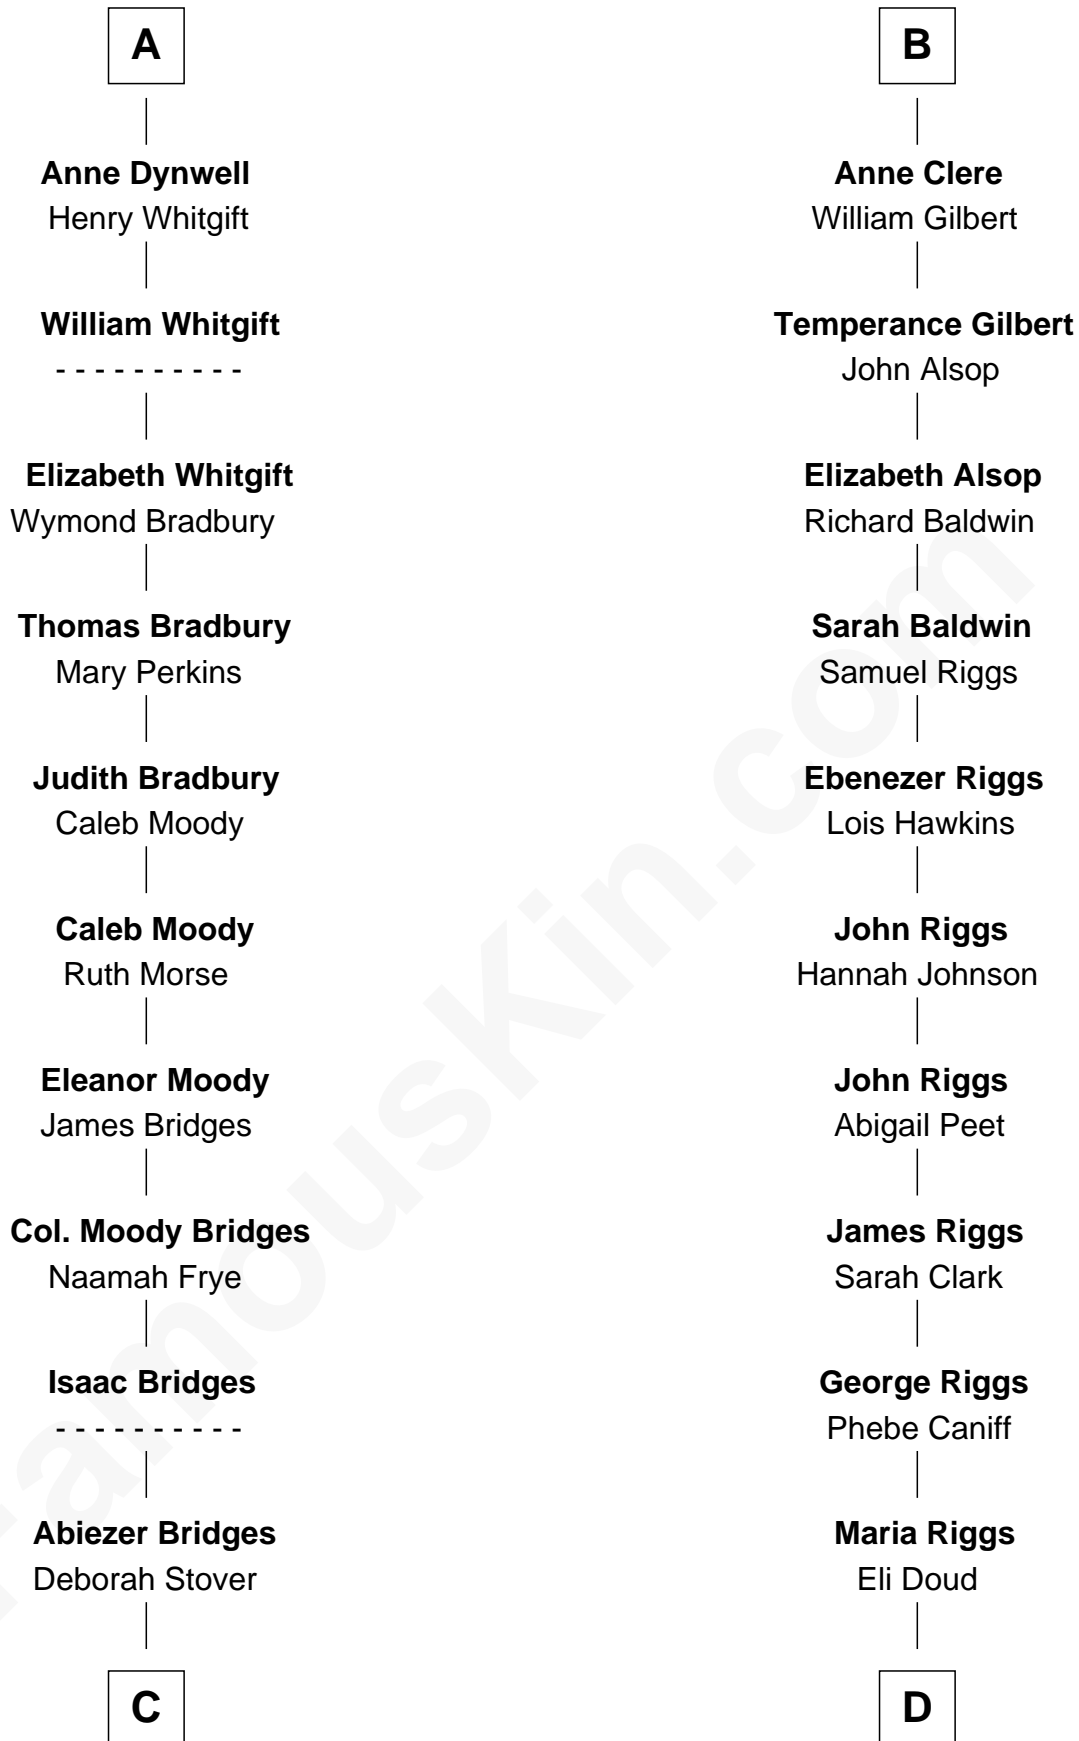 A
Anne Dynwell
Henry Whitgift
William Whitgift
- - - - - - - - - -
Elizabeth Whitgift
Wymond Bradbury
Thomas Bradbury
Mary Perkins
Judith Bradbury
Caleb Moody
Caleb Moody
Ruth Morse
Eleanor Moody
James Bridges
Col. Moody Bridges
Naamah Frye
Isaac Bridges
- - - - - - - - - -
Abiezer Bridges
Deborah Stover
C
B
Anne Clere
William Gilbert
Temperance Gilbert
John Alsop
Elizabeth Alsop
Richard Baldwin
Sarah Baldwin
Samuel Riggs
Ebenezer Riggs
Lois Hawkins
John Riggs
Hannah Johnson
John Riggs
Abigail Peet
James Riggs
Sarah Clark
George Riggs
Phebe Caniff
Maria Riggs
Eli Doud
D
FamousKin.com